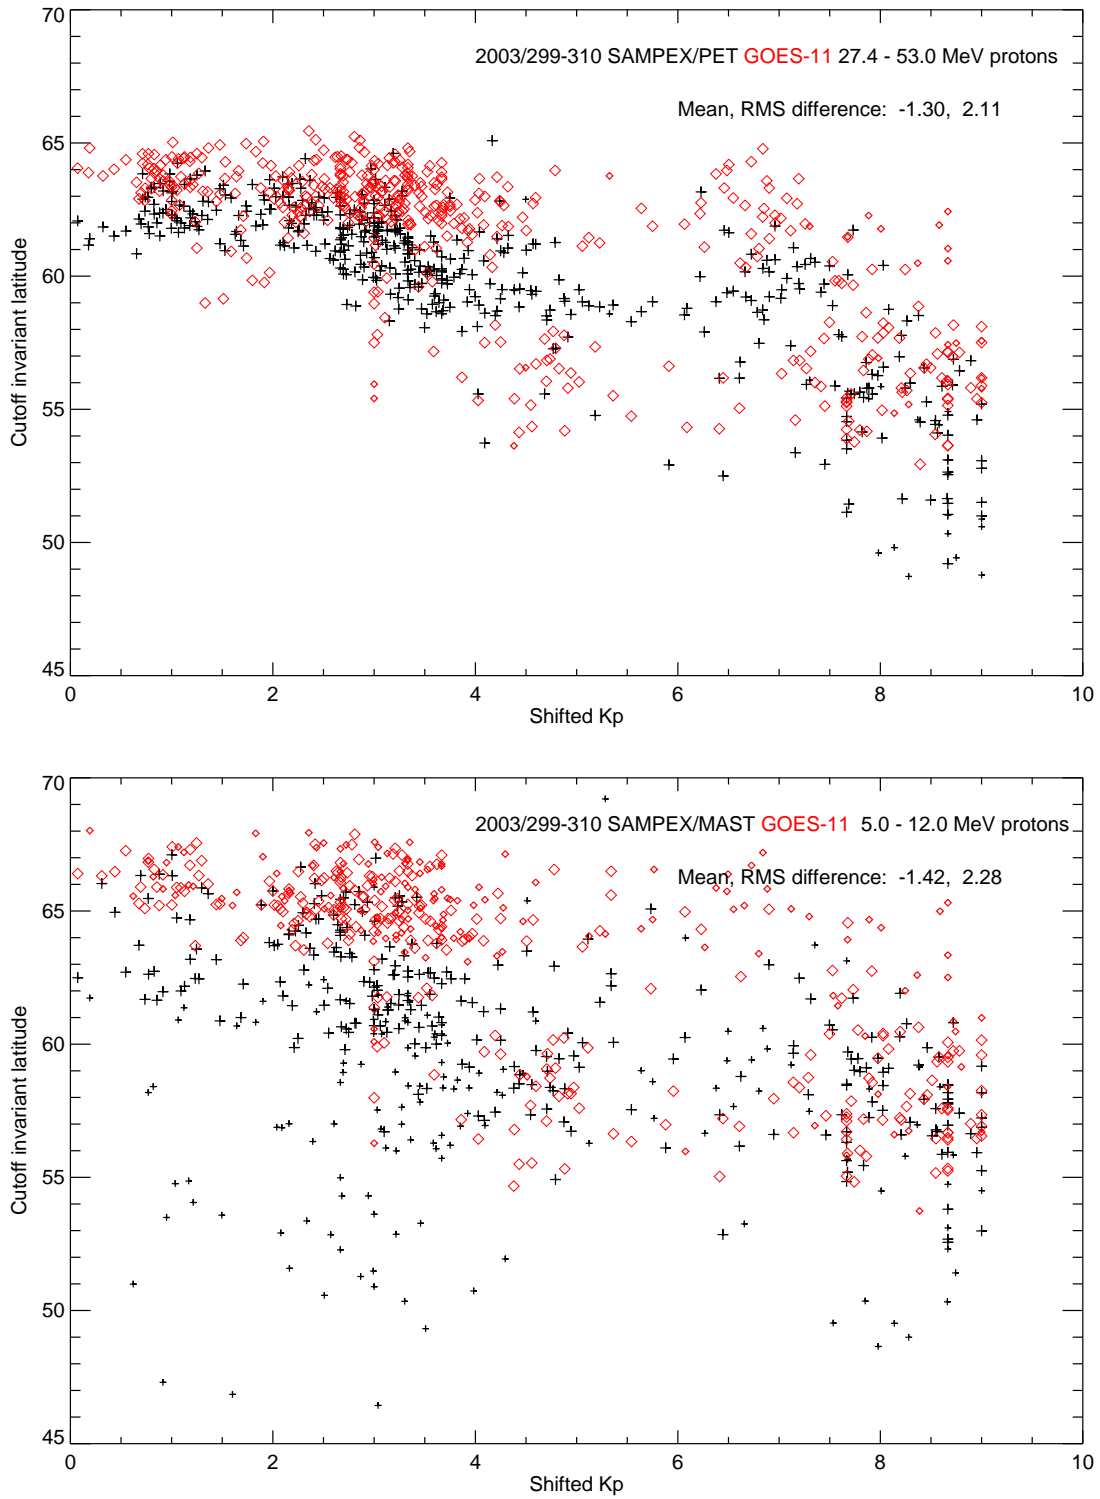 70
2003/299-310 SAMPEX/PET GOES-11 27.4 - 53.0 MeV protons
Mean, RMS difference: -1.30, 2.11
65
60
Cutoff invariant latitude
55
50
45
0 2 4 6 8 10
Shifted Kp
70
2003/299-310 SAMPEX/MAST GOES-11 5.0 - 12.0 MeV protons
Mean, RMS difference: -1.42, 2.28
65
60
Cutoff invariant latitude
55
50
45
0 2 4 6 8 10
Shifted Kp